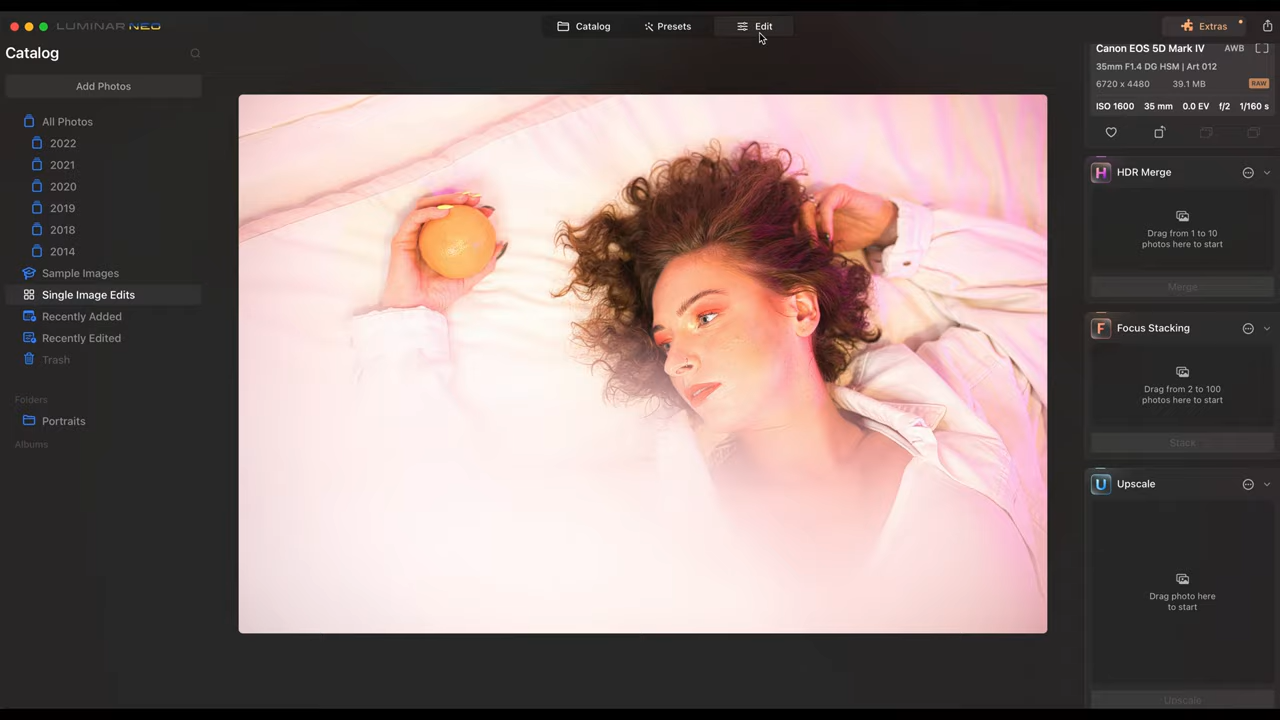 LUMINAR NEO
Catalog
Presets
Edit
Extras
Catalog
Add Photos
All Photos
2022
2021
2020
2019
2018
2014
Sample Images
Single Image Edits
Recently Added
Recently Edited
Trash
Folders
Portraits
Albums
Canon EOS 5D Mark IV AWB
35mm F1.4 DG HSM | Art 012
6720 x 4480 39.1 MB RAW
ISO 1600 35 mm 0.0 EV f/2 1/160 s
H HDR Merge
Drag from 1 to 10
photos here to start
Merge
F Focus Stacking
Drag from 2 to 100
photos here to start
Stack
U Upscale
Drag photo here
to start
Upscale